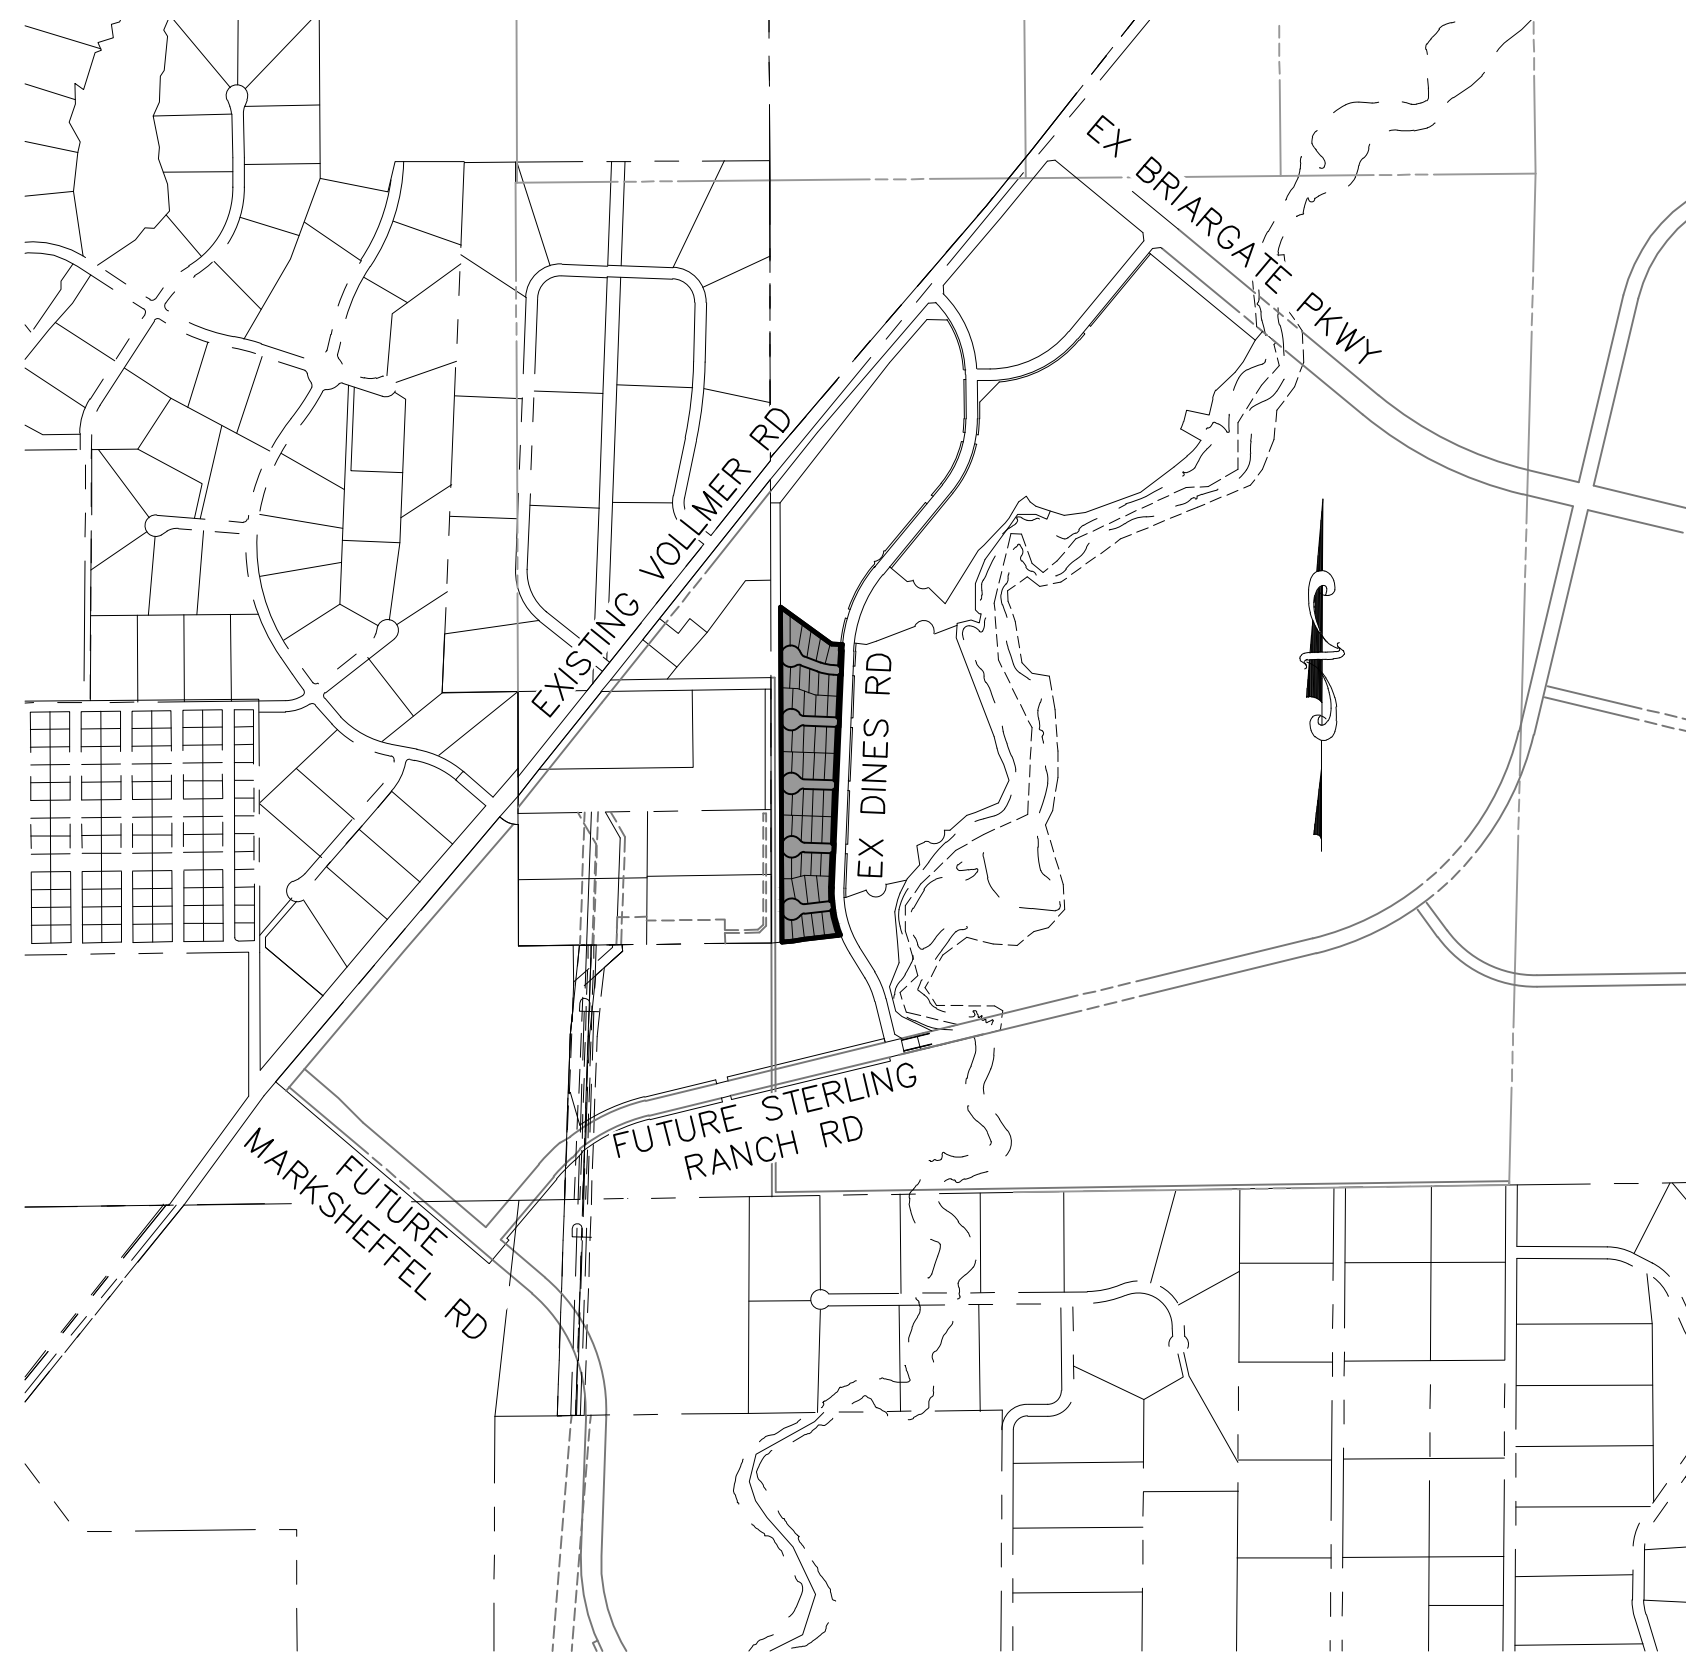 EX BRIARGATE PKWY
EXISTING VOLLMER RD
EX DINES RD
FUTURE STERLING
RANCH RD
FUTURE
MARKSHEFFEL RD